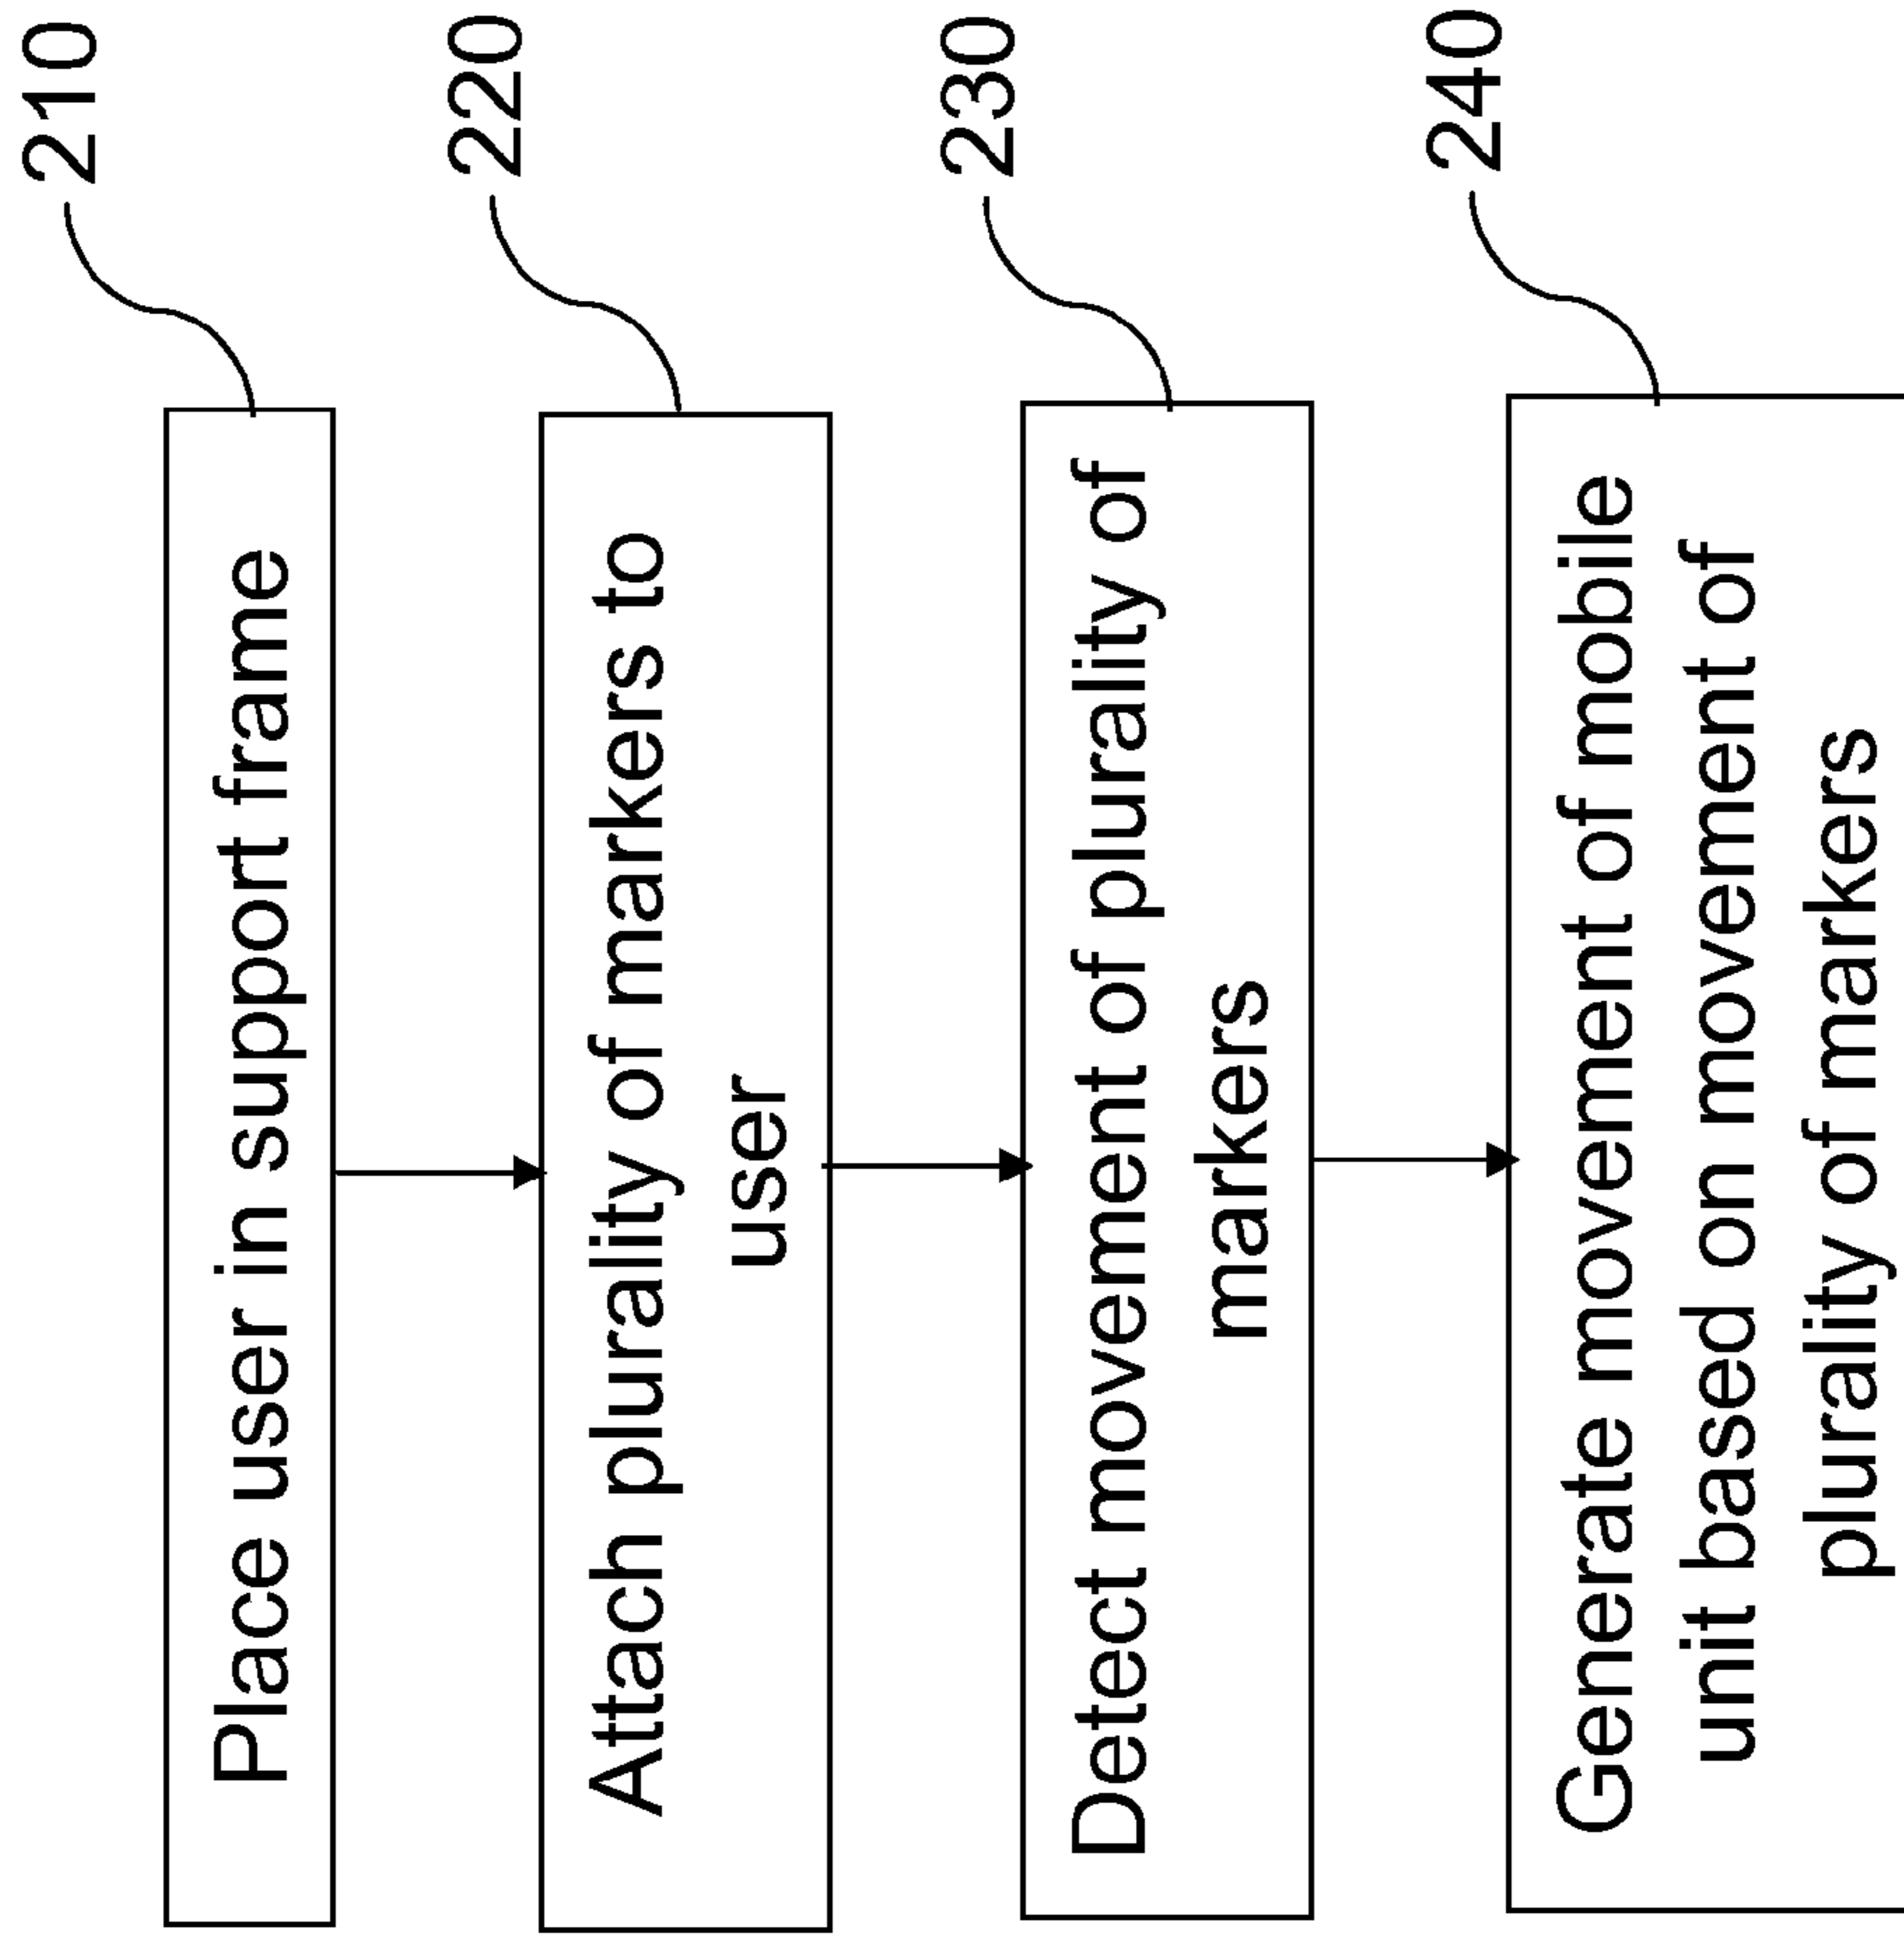 210
Place user in support frame
220
Attach plurality of markers to
user
230
Detect movement of plurality of
markers
240
Generate movement of mobile
unit based on movement of
plurality of markers